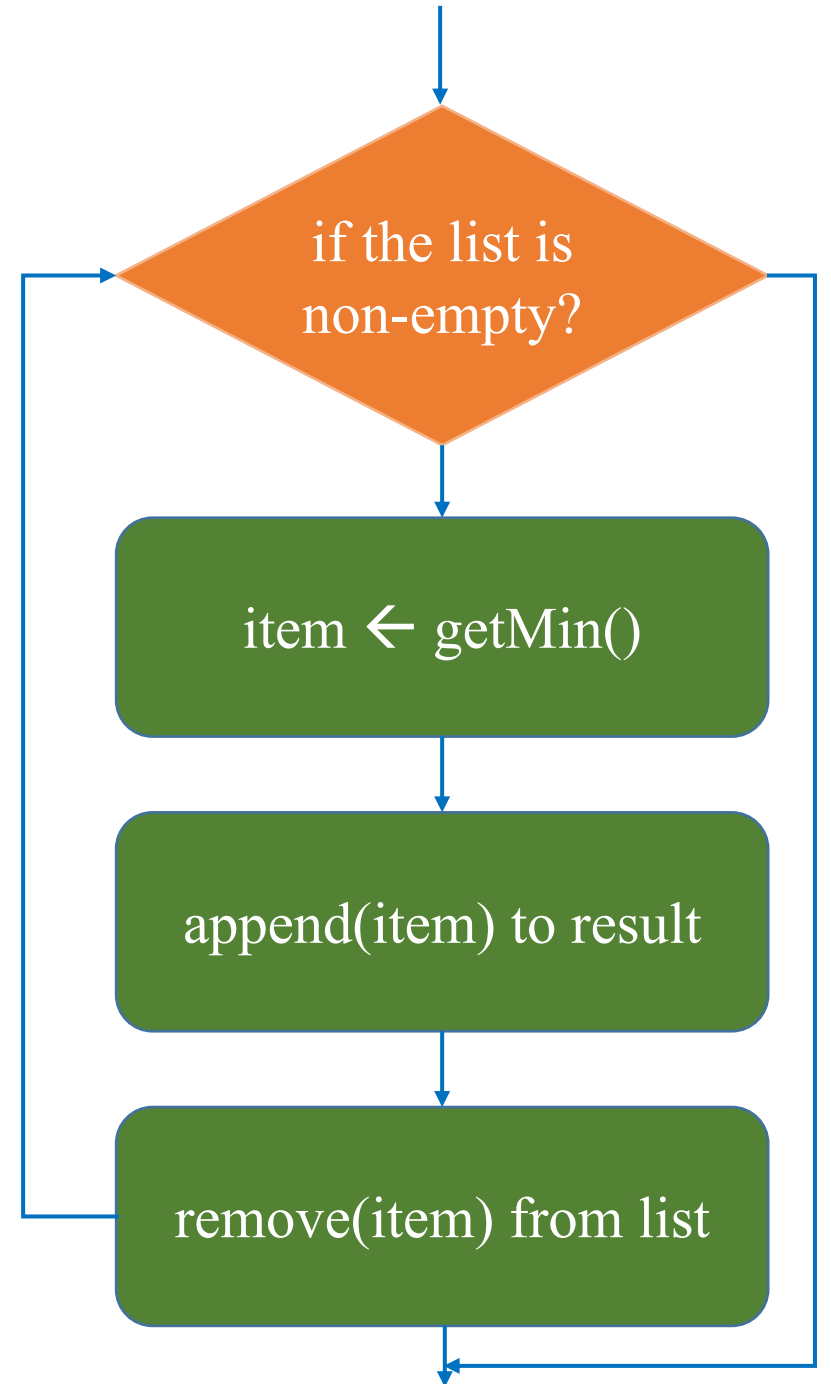 if the list is
non-empty?
item ← getMin()
append(item) to result
remove(item) from list